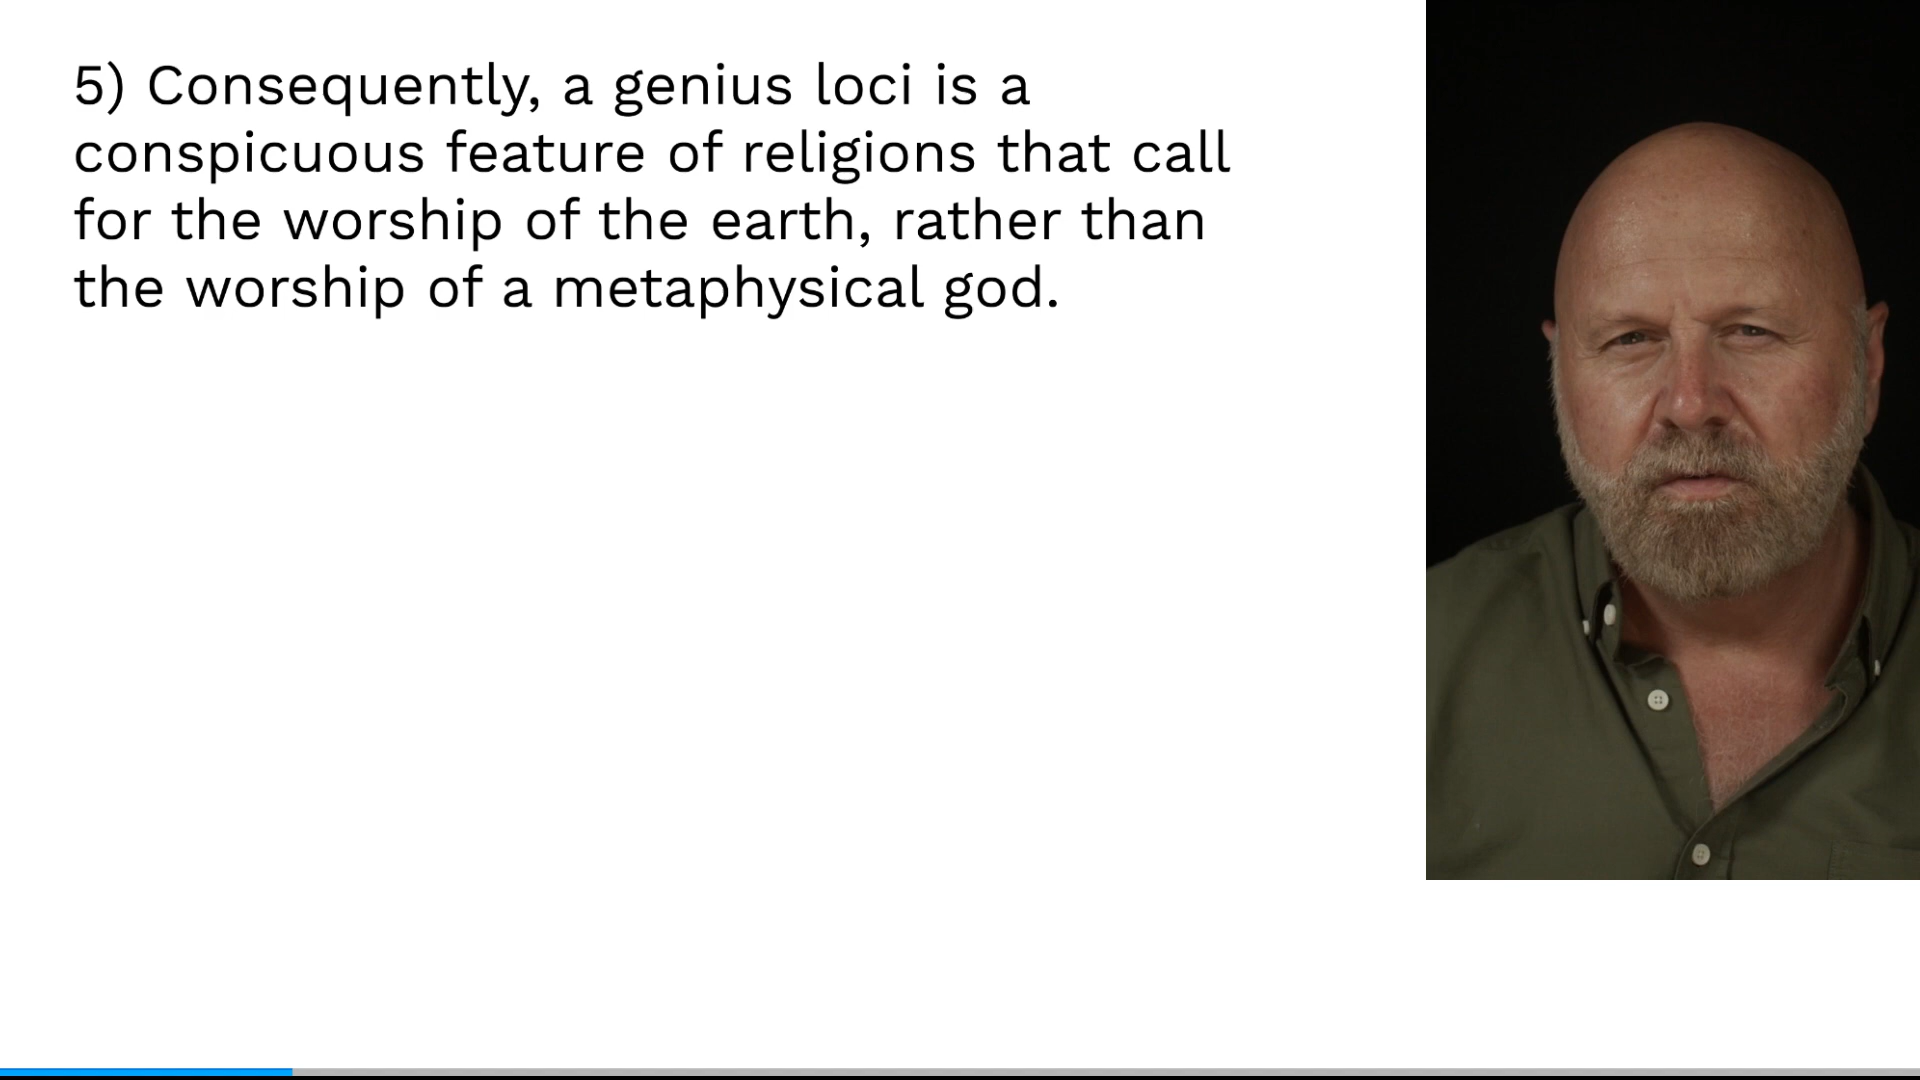 5) Consequently, a genius loci is a
conspicuous feature of religions that call
for the worship of the earth, rather than
the worship of a metaphysical god.